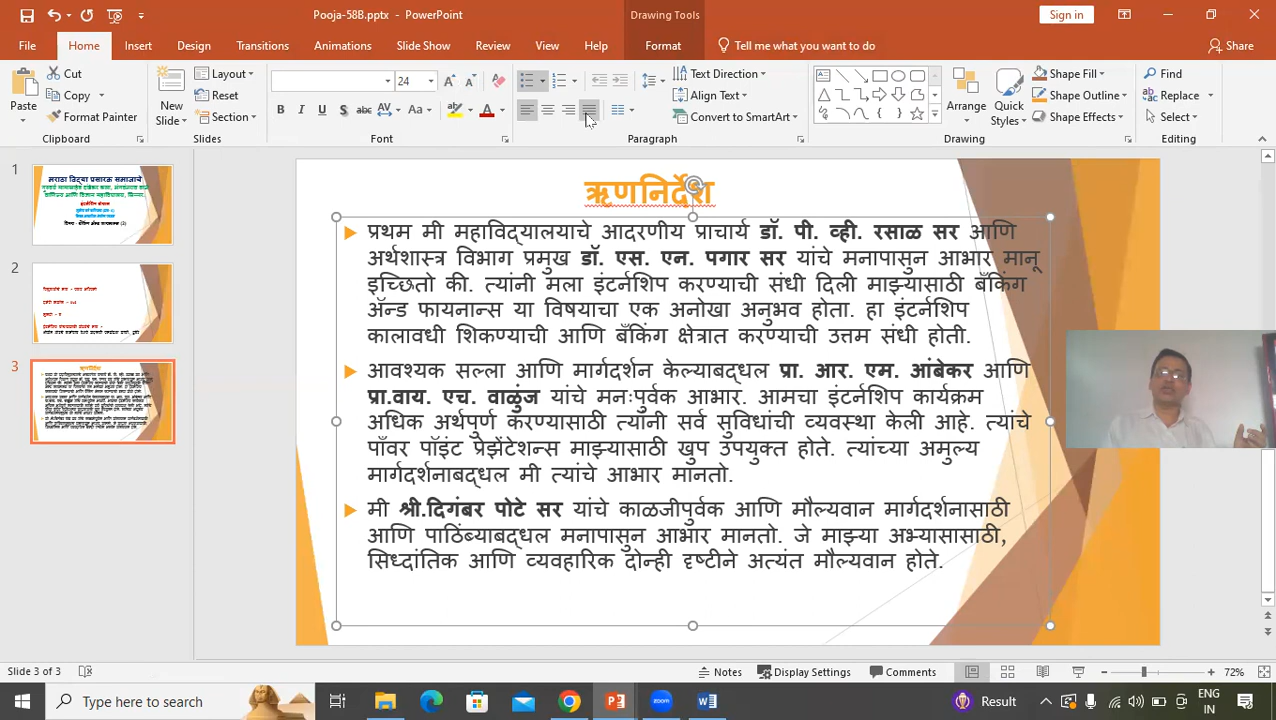 Pooja-58B.pptx - PowerPoint
Drawing Tools
Sign in
File Home Insert Design Transitions Animations Slide Show Review View Help Format Tell me what you want to do Share
Cut Layout 24 Text Direction Shape Fill Find
Copy Reset Align Text Shape Outline Replace
Paste New Slide Format Painter Section B I U S AV Aa A Convert to SmartArt Arrange Quick Styles Shape Effects Select
Clipboard Slides Font Paragraph Drawing Editing
1
2
3
ऋणनिर्देश
प्रथम मी महाविद्यालयाचे आदरणीय प्राचार्य डॉ. पी. व्ही. रसाळ सर आणि
अर्थशास्त्र विभाग प्रमुख डॉ. एस. एन. पगार सर यांचे मनापासुन आभार मानू
इच्छितो की. त्यांनी मला इंटर्नशिप करण्याची संधी दिली माझ्यासाठी बँकिंग
ॲन्ड फायनान्स या विषयाचा एक अनोखा अनुभव होता. हा इंटर्नशिप
कालावधी शिकण्याची आणि बँकिंग क्षेत्रात करण्याची उत्तम संधी होती.
आवश्यक सल्ला आणि मार्गदर्शन केल्याबद्धल प्रा. आर. एम. आंबेकर आणि
प्रा.वाय. एच. वाळुंज यांचे मनःपुर्वक आभार. आमचा इंटर्नशिप कार्यक्रम
अधिक अर्थपुर्ण करण्यासाठी त्यांनी सर्व सुविधांची व्यवस्था केली आहे. त्यांचे
पाँवर पॉइंट प्रेझेंटेशन्स माझ्यासाठी खुप उपयुक्त होते. त्यांच्या अमुल्य
मार्गदर्शनाबद्धल मी त्यांचे आभार मानतो.
मी श्री.दिगंबर पोटे सर यांचे काळजीपुर्वक आणि मौल्यवान मार्गदर्शनासाठी
आणि पाठिंब्याबद्धल मनापासुन आभार मानतो. जे माझ्या अभ्यासासाठी,
सिध्दांतिक आणि व्यवहारिक दोन्ही दृष्टीने अत्यंत मौल्यवान होते.
Slide 3 of 3 Notes Display Settings Comments 72%
Type here to search Result ENG
IN